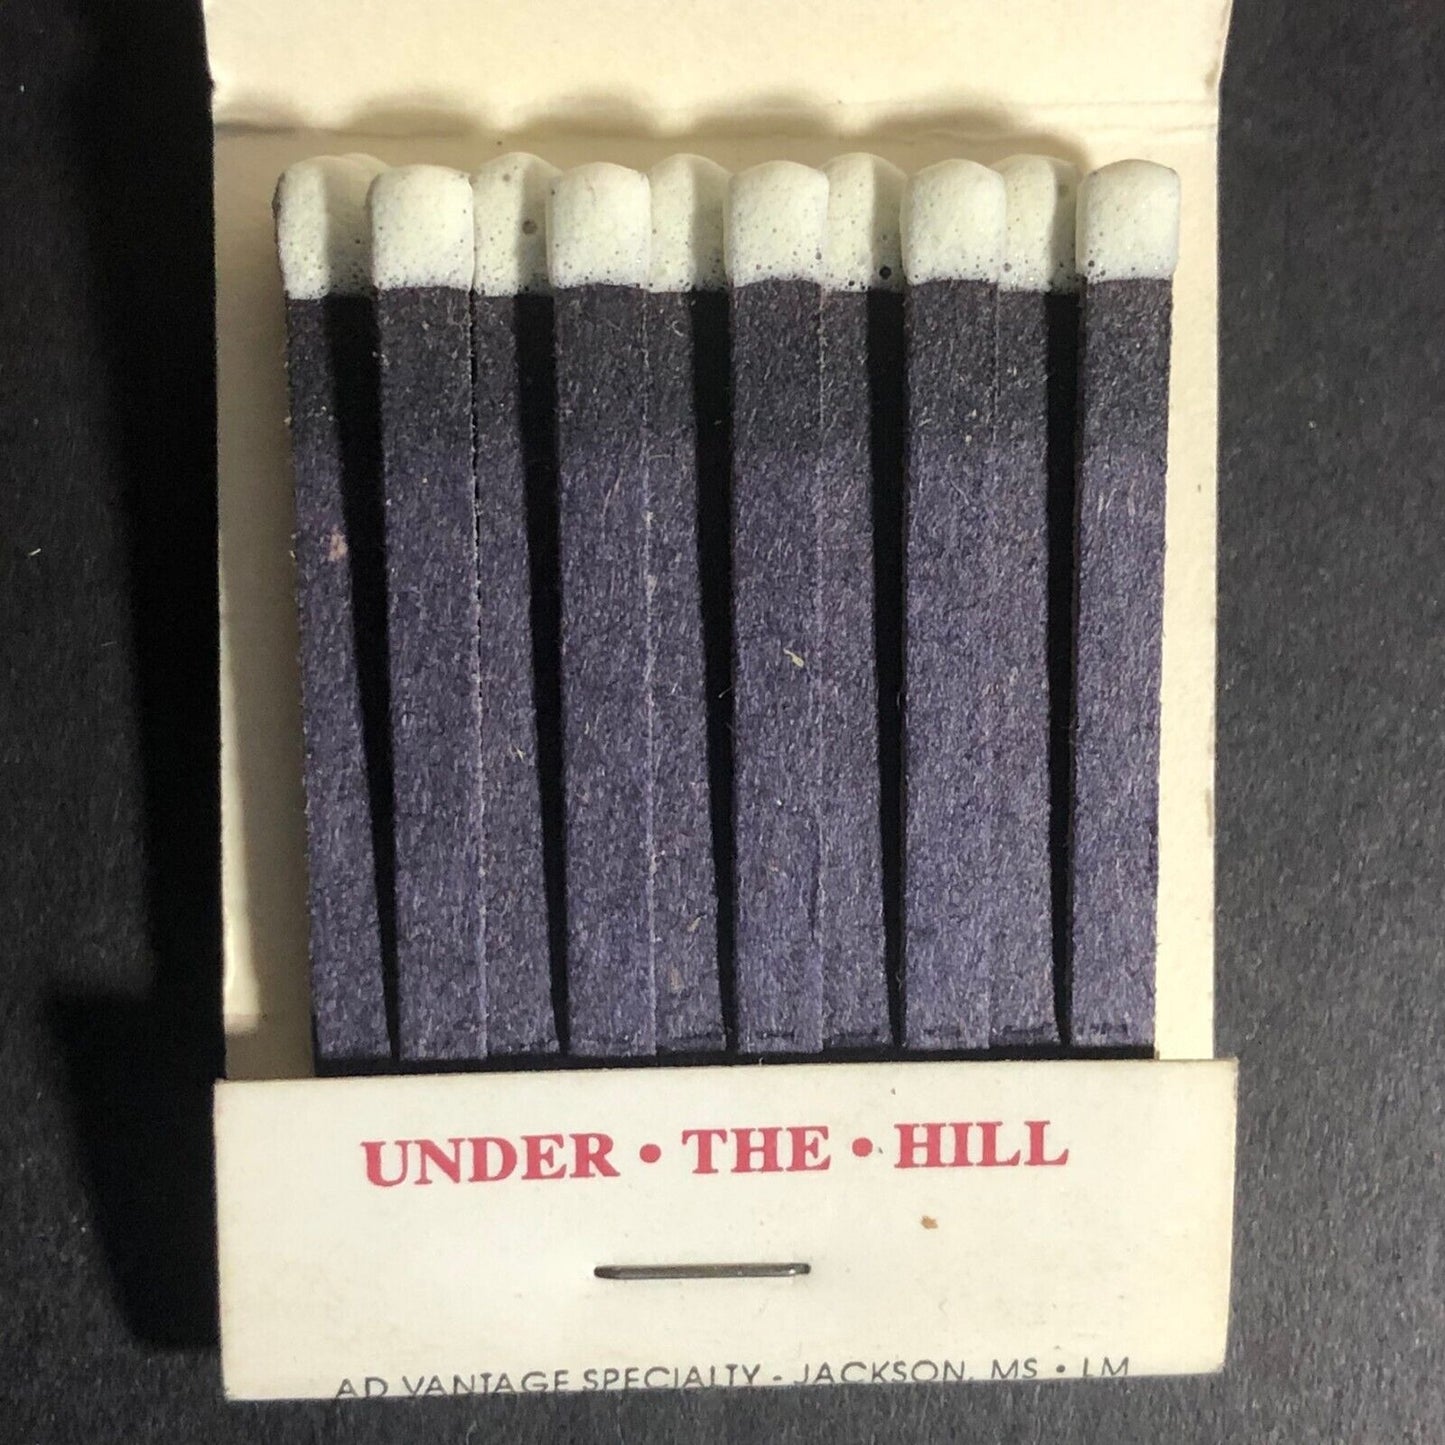 UNDER • THE • HILL
AD VANTAGE SPECIALTY - JACKSON, MS • LM